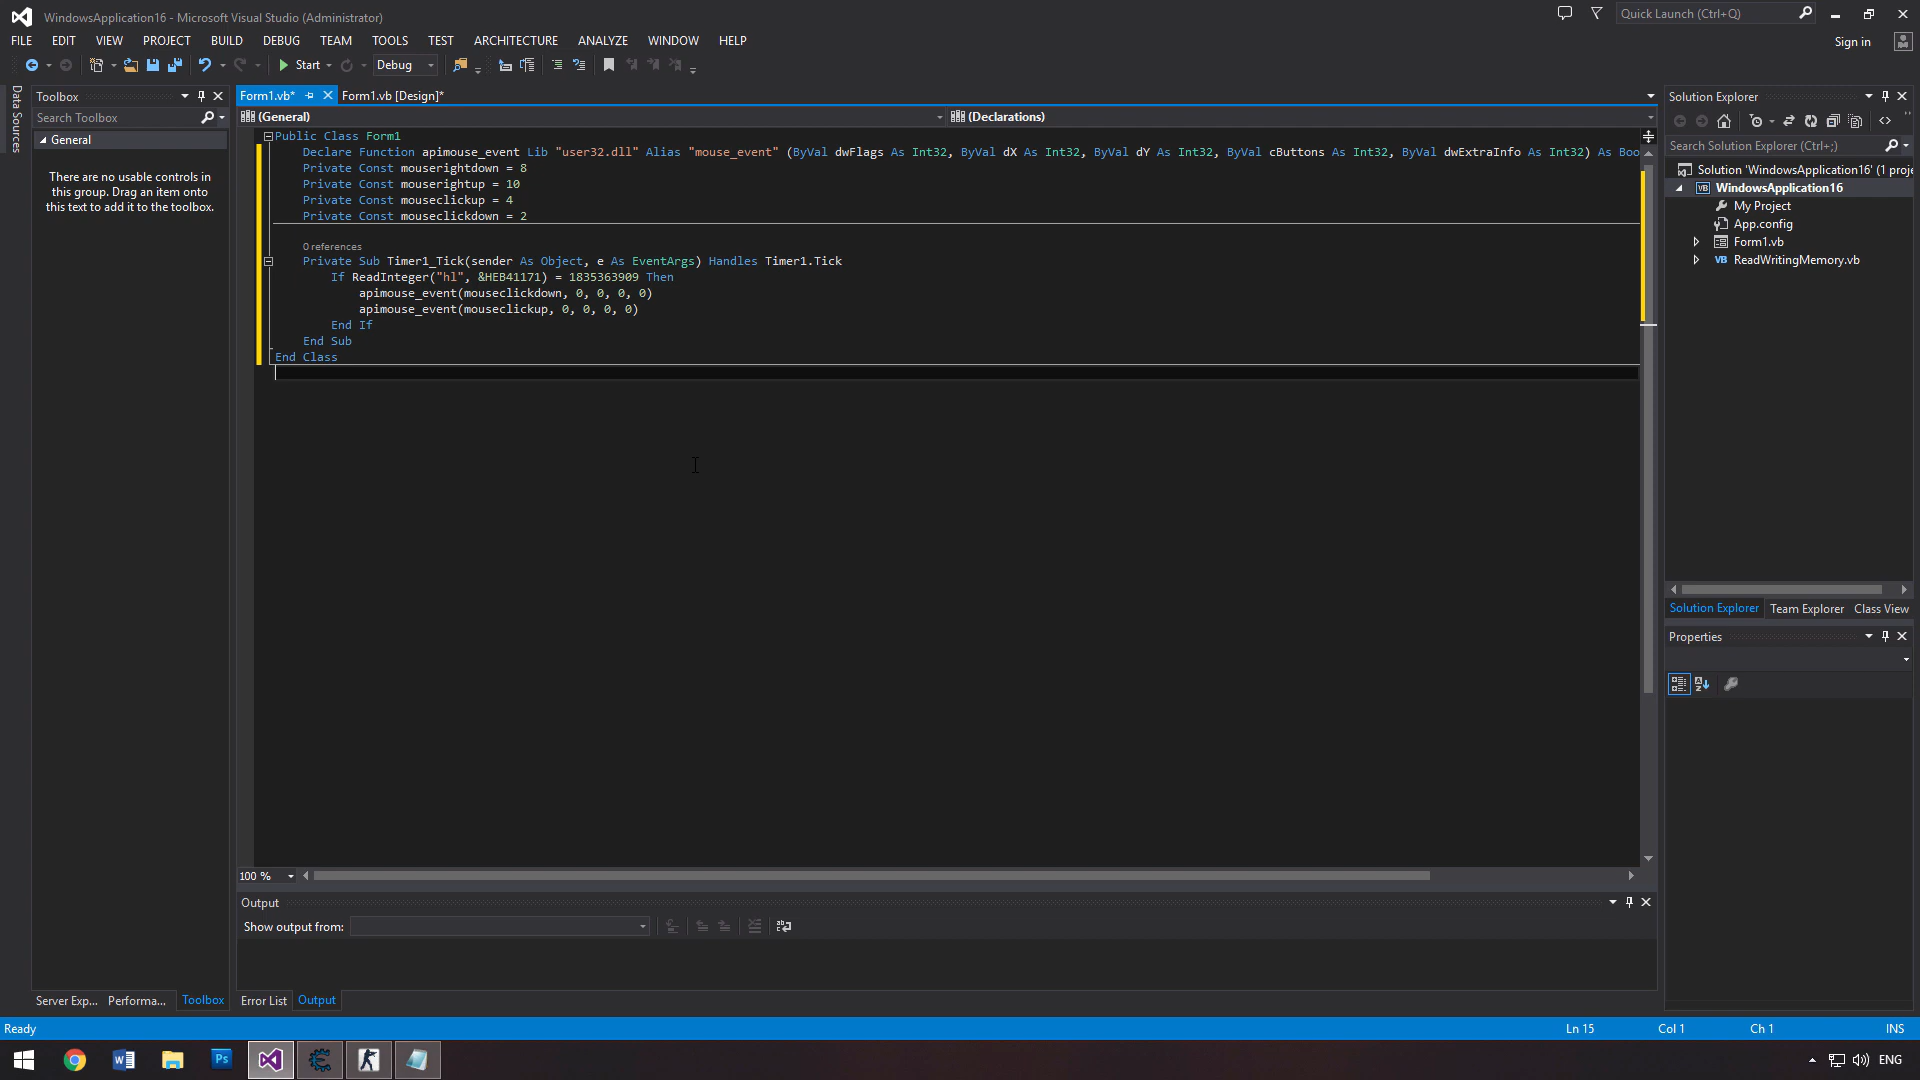 WindowsApplication16 - Microsoft Visual Studio (Administrator)
Quick Launch (Ctrl+Q)
FILE EDIT VIEW PROJECT BUILD DEBUG TEAM TOOLS TEST ARCHITECTURE ANALYZE WINDOW HELP
Sign in
Start Debug
Data Sources
Toolbox
Search Toolbox
General
There are no usable controls in
this group. Drag an item onto
this text to add it to the toolbox.
Form1.vb* Form1.vb [Design]*
(General) (Declarations)
Public Class Form1
Declare Function apimouse_event Lib "user32.dll" Alias "mouse_event" (ByVal dwFlags As Int32, ByVal dX As Int32, ByVal dY As Int32, ByVal cButtons As Int32, ByVal dwExtraInfo As Int32) As Boo
Private Const mouserightdown = 8
Private Const mouserightup = 10
Private Const mouseclickup = 4
Private Const mouseclickdown = 2
0 references
Private Sub Timer1_Tick(sender As Object, e As EventArgs) Handles Timer1.Tick
If ReadInteger("hl", &HEB41171) = 1835363909 Then
apimouse_event(mouseclickdown, 0, 0, 0, 0)
apimouse_event(mouseclickup, 0, 0, 0, 0)
End If
End Sub
End Class
100 %
Output
Show output from:
Server Exp... Performa... Toolbox
Error List Output
Solution Explorer
Search Solution Explorer (Ctrl+;)
Solution 'WindowsApplication16' (1 proje
VB WindowsApplication16
My Project
App.config
Form1.vb
VB ReadWritingMemory.vb
Solution Explorer Team Explorer Class View
Properties
Ready
Ln 15 Col 1 Ch 1 INS
Ps
ENG